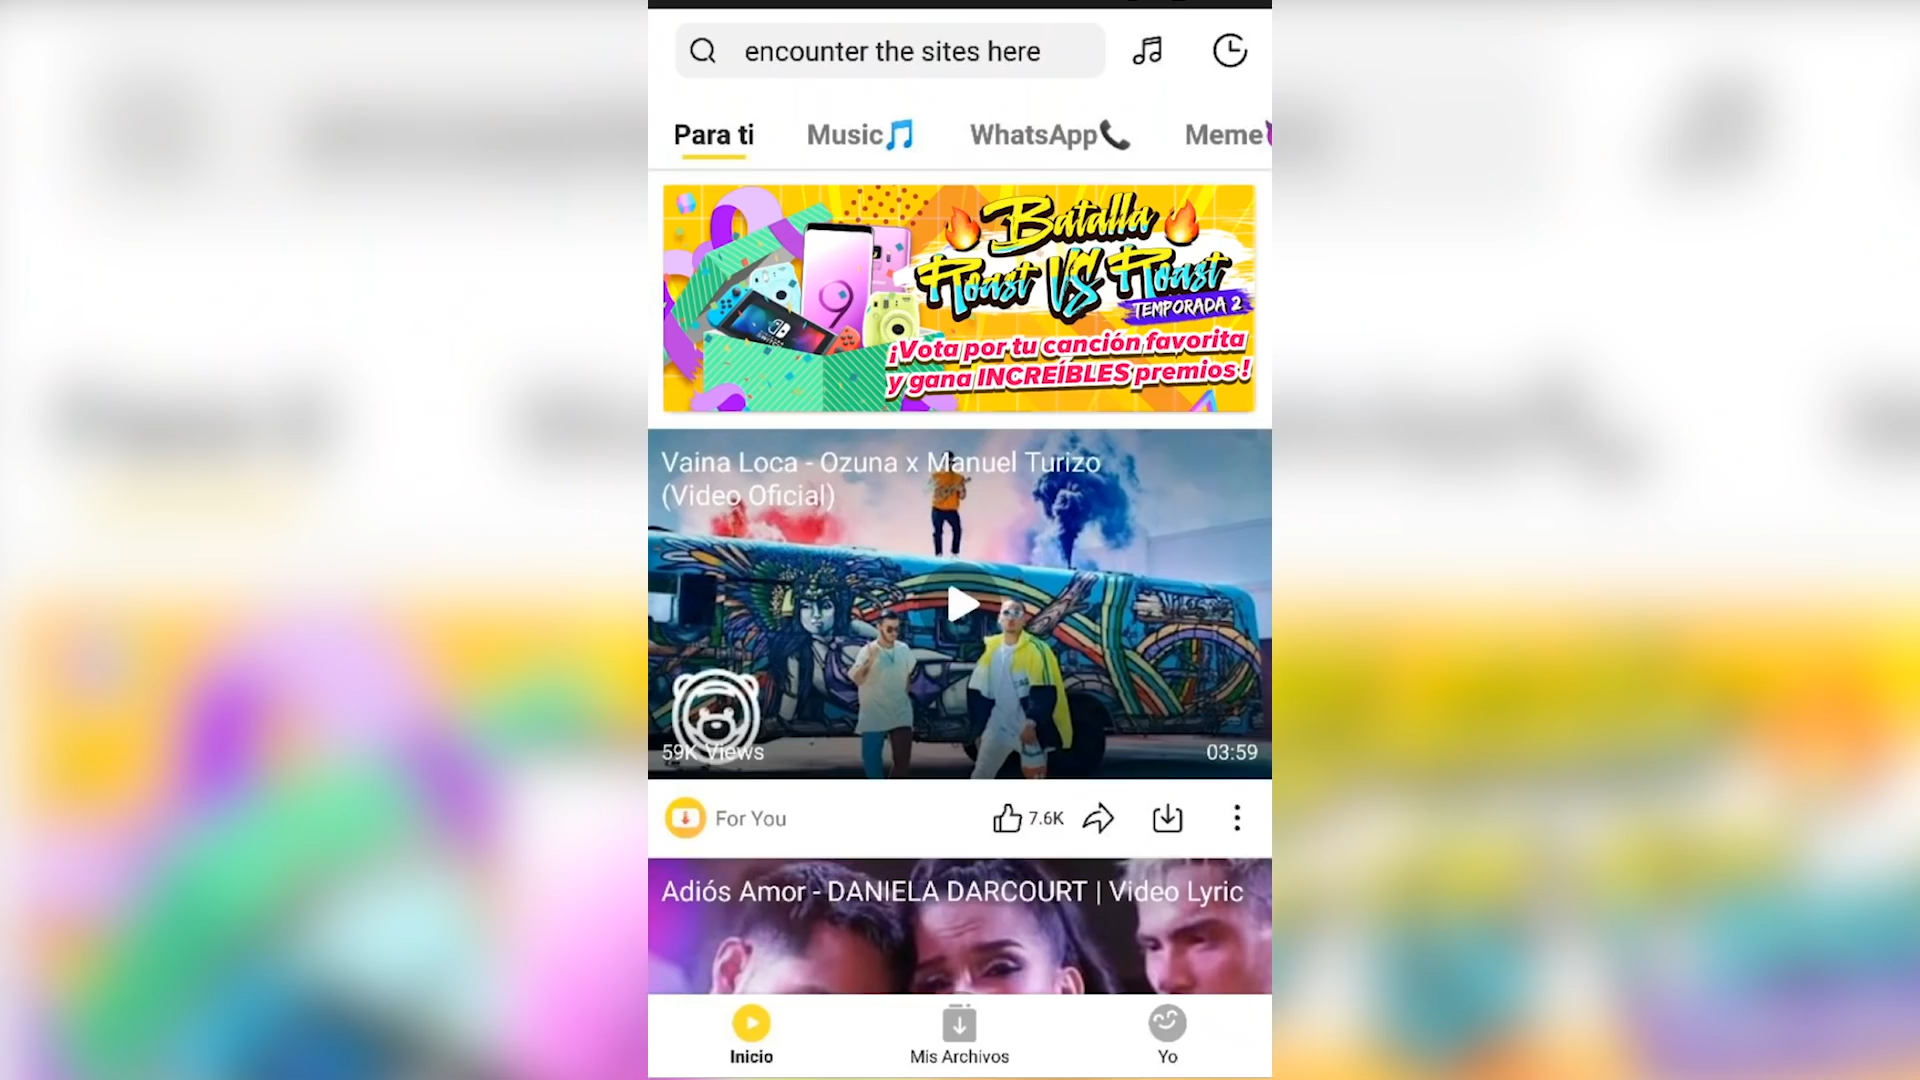 encounter the sites here
Para ti
Music
WhatsApp
Meme
Batalla
Roast VS Roast
TEMPORADA 2
¡Vota por tu canción favorita
y gana INCREÍBLES premios!
9
Vaina Loca - Ozuna x Manuel Turizo
(Video Oficial)
59K Views
03:59
For You
7.6K
Adiós Amor - DANIELA DARCOURT | Video Lyric
Inicio
Mis Archivos
Yo